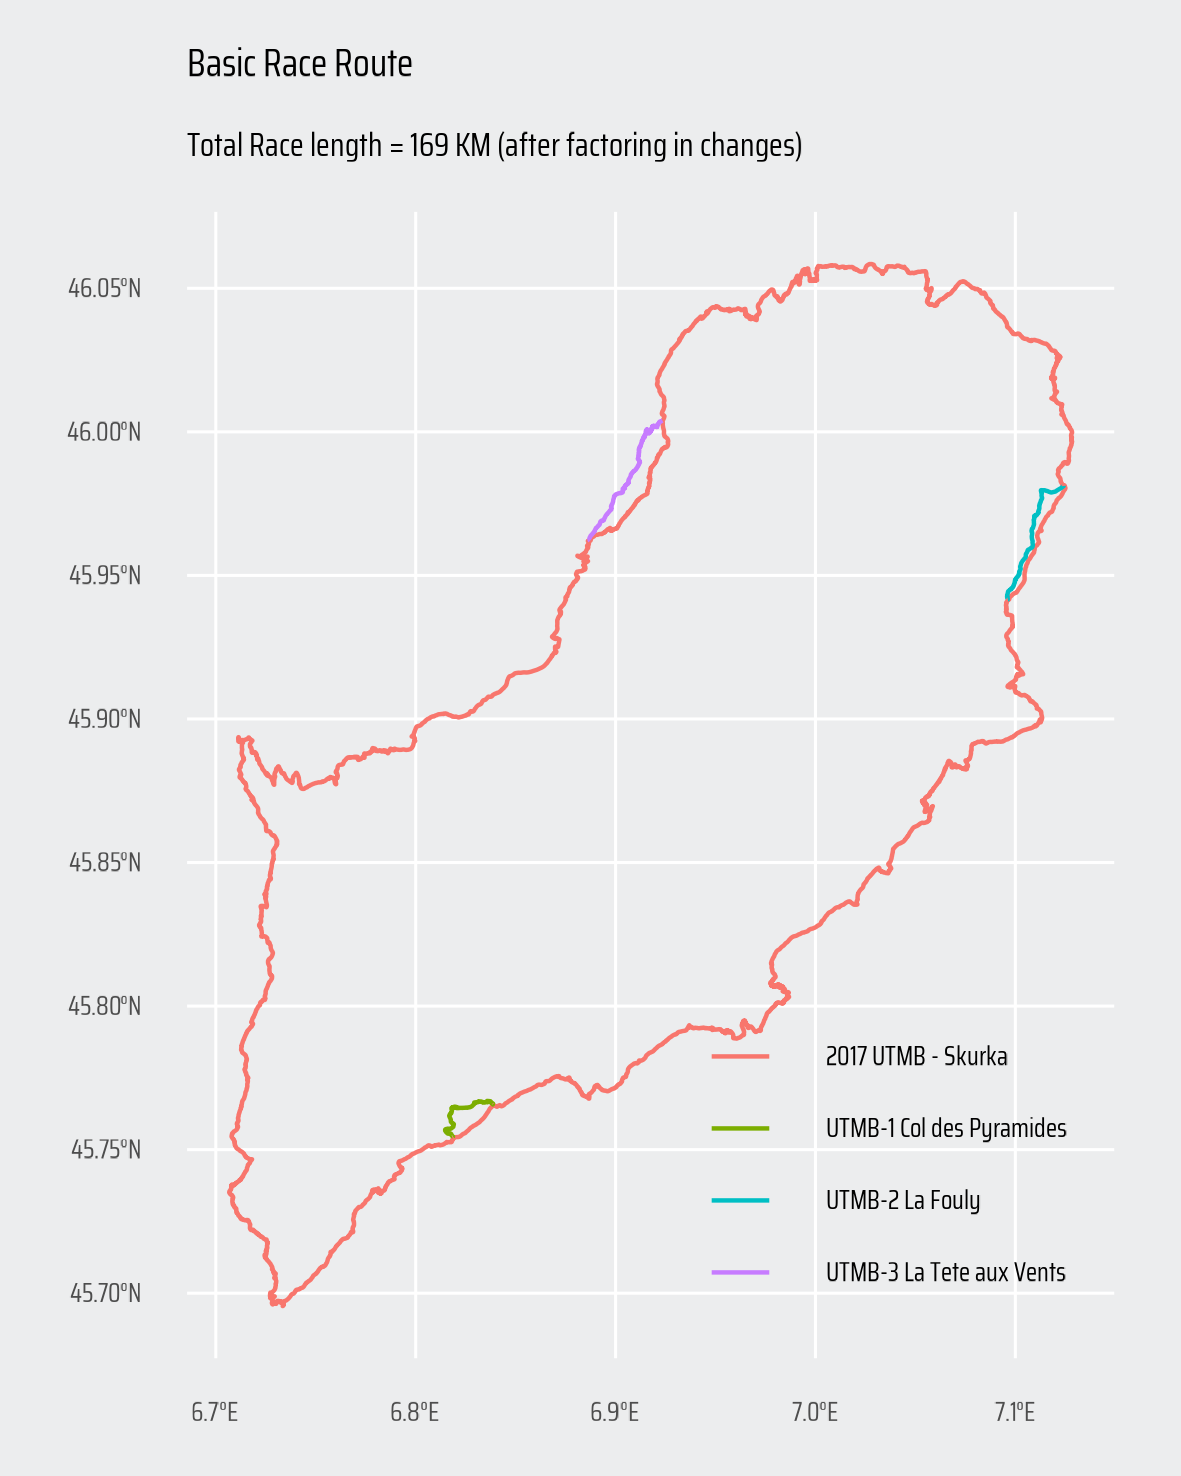 Basic Race Route
Total Race length = 169 KM (after factoring in changes)
46.05°N
46.00°N
45.95°N
45.90°N
45.85°N
45.80°N
45.75°N
45.70°N
2017 UTMB - Skurka
UTMB-1 Col des Pyramides
UTMB-2 La Fouly
UTMB-3 La Tete aux Vents
6.7°E
6.8°E
6.9°E
7.0°E
7.1°E